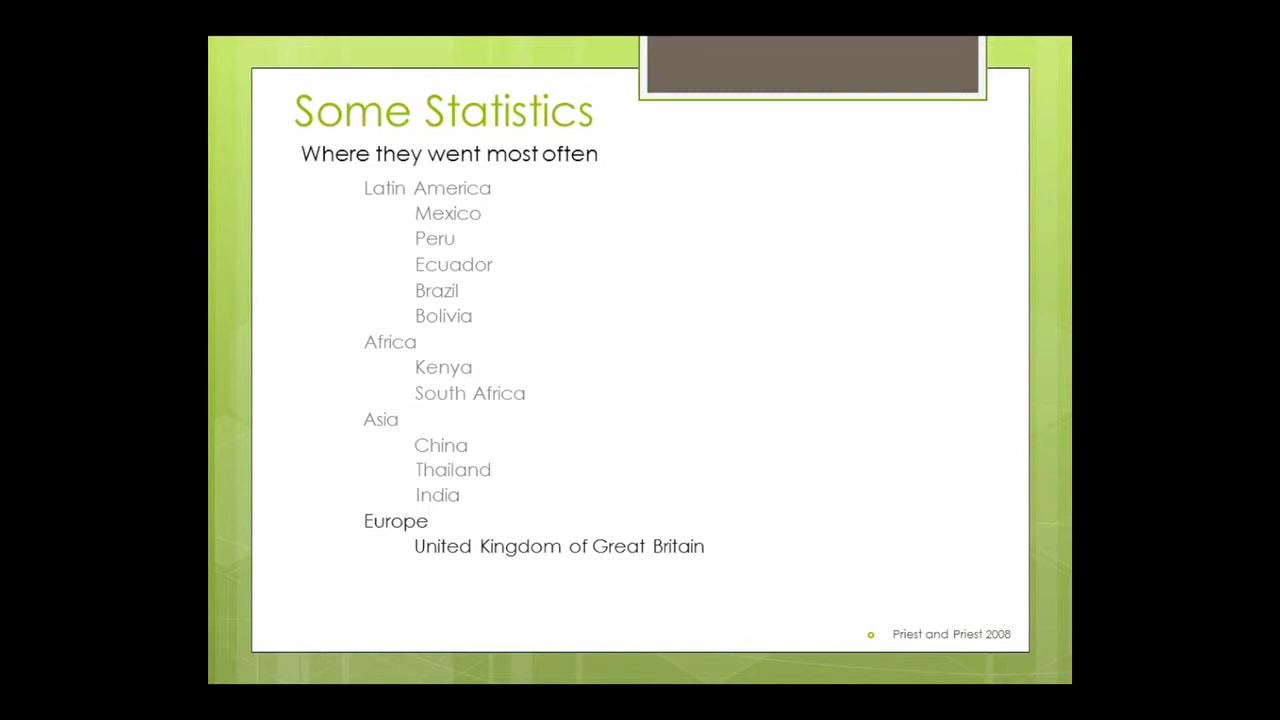 Some Statistics
Where they went most often
Latin America
Mexico
Peru
Ecuador
Brazil
Bolivia
Africa
Kenya
South Africa
Asia
China
Thailand
India
Europe
United Kingdom of Great Britain
Priest and Priest 2008